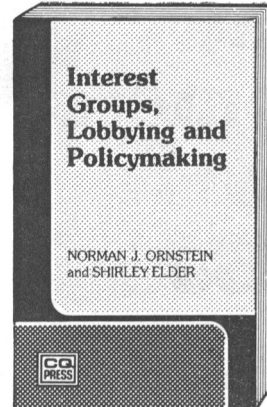 Interest
Groups,
Lobbying and
Policymaking
NORMAN J. ORNSTEIN
and SHIRLEY ELDER
CQ
PRESS